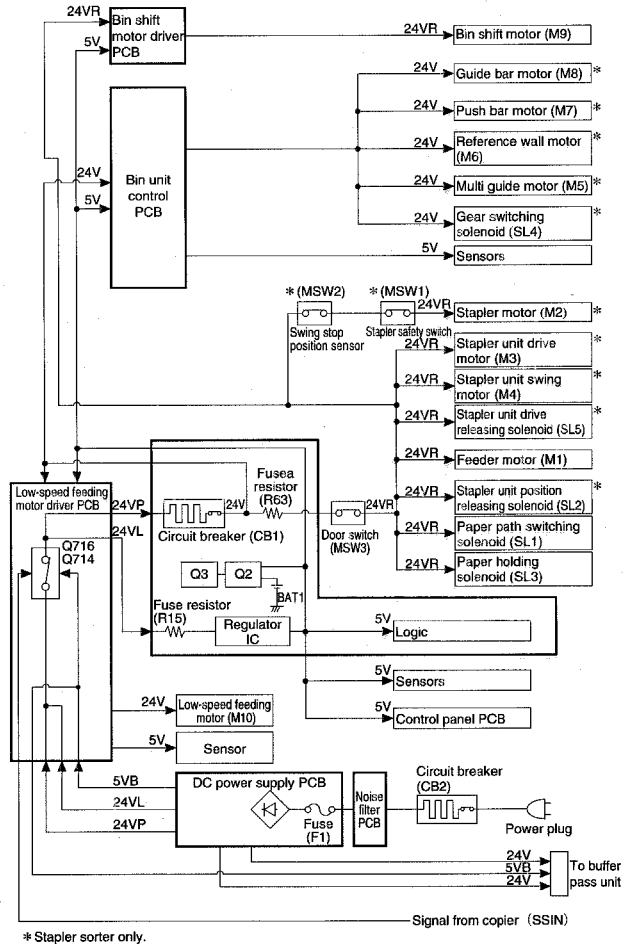 24VR
Bin shift
motor driver
PCB
5V
24VR
Bin shift motor (M9)
24V
Guide bar motor (M8)
*
24V
Push bar motor (M7)
*
24V
Reference wall motor
(M6)
*
24V
Bin unit
control
PCB
5V
24V
Multi guide motor (M5)
*
24V
Gear switching
solenoid (SL4)
*
5V
Sensors
* (MSW2)
* (MSW1)
24VR
Stapler motor (M2)
*
Swing stop
position sensor
Stapler safety switch
24VR
Stapler unit drive
motor (M3)
*
24VR
Stapler unit swing
motor (M4)
*
24VR
Stapler unit drive
releasing solenoid (SL5)
*
24VR
Feeder motor (M1)
Low-speed feeding
motor driver PCB
24VP
24V
Fusea
resistor
(R63)
24VR
24VR
Stapler unit position
releasing solenoid (SL2)
*
Circuit breaker (CB1)
Door switch
(MSW3)
24VL
24VR
Paper path switching
solenoid (SL1)
24VR
Paper holding
solenoid (SL3)
Q716
Q714
Q3
Q2
BAT1
Fuse resistor
(R15)
Regulator
IC
5V
Logic
5V
Sensors
5V
Control panel PCB
24V
Low-speed feeding
motor (M10)
5V
Sensor
5VB
24VL
24VP
DC power supply PCB
Fuse
(F1)
Noise
filter
PCB
Circuit breaker
(CB2)
Power plug
24V
5VB
24V
To buffer
pass unit
Signal from copier (SSIN)
* Stapler sorter only.